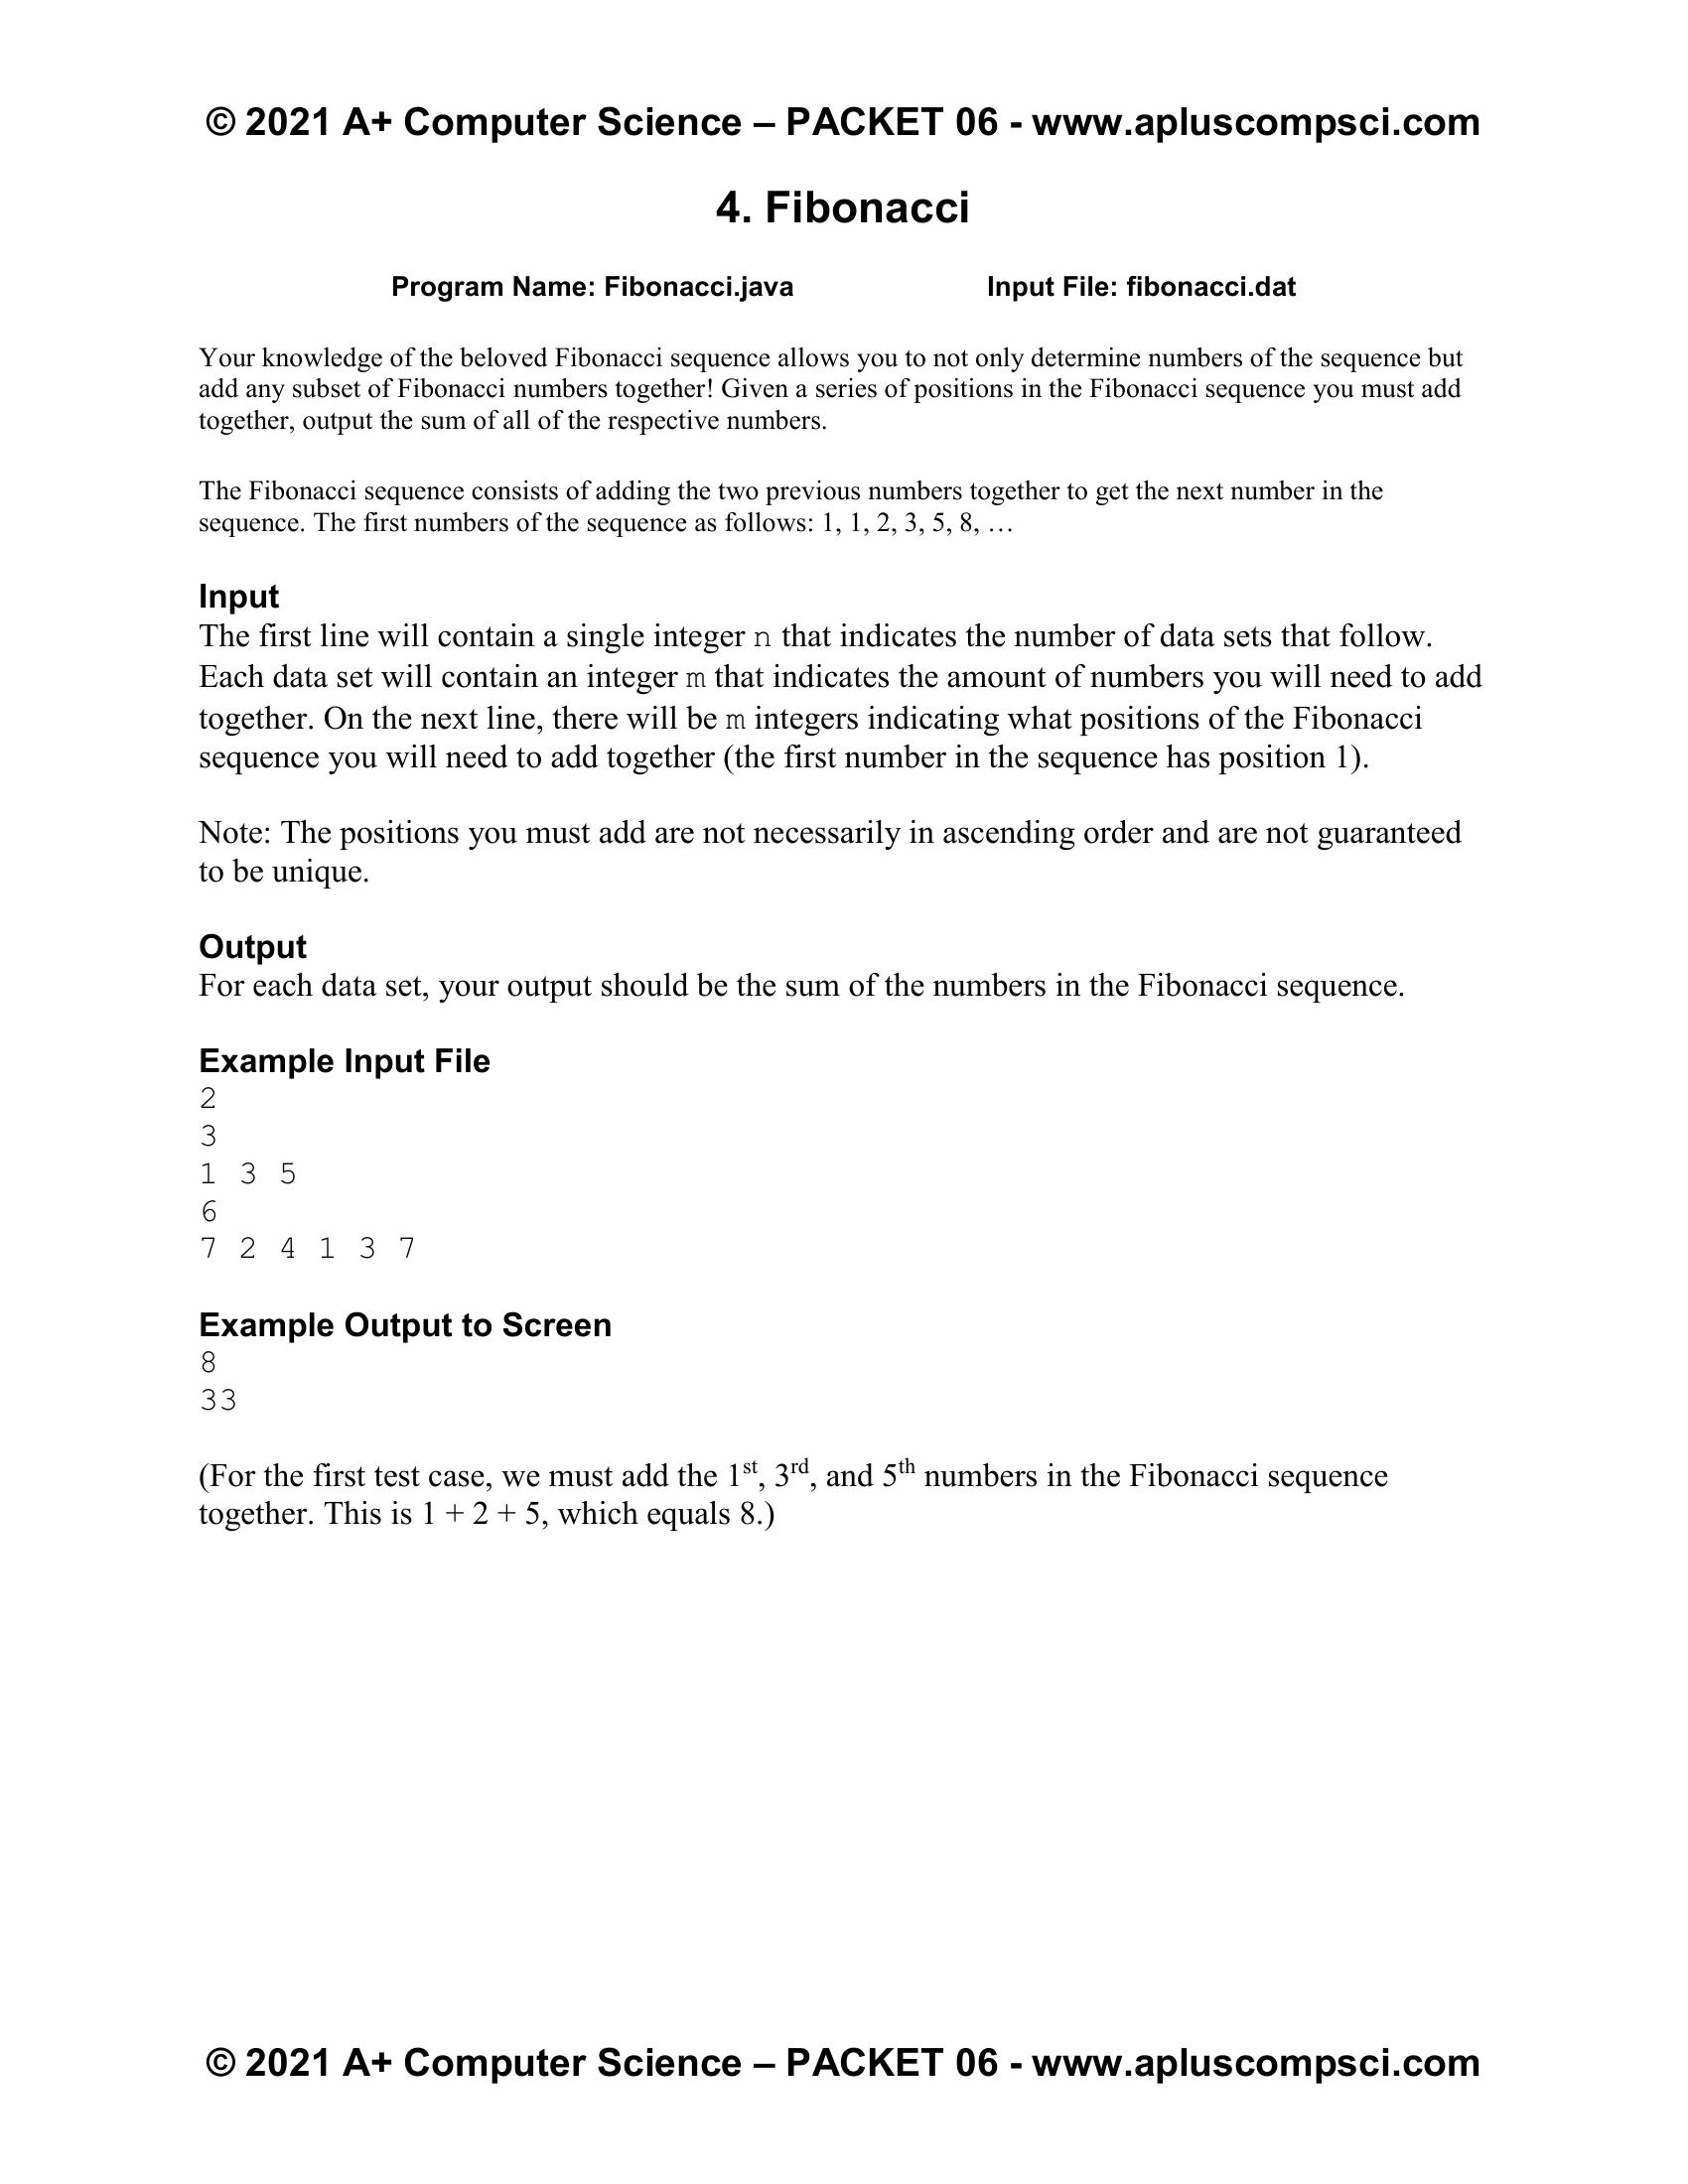 © 2021 A+ Computer Science – PACKET 06 - www.apluscompsci.com
4. Fibonacci
Program Name: Fibonacci.java Input File: fibonacci.dat
Your knowledge of the beloved Fibonacci sequence allows you to not only determine numbers of the sequence but
add any subset of Fibonacci numbers together! Given a series of positions in the Fibonacci sequence you must add
together, output the sum of all of the respective numbers.
The Fibonacci sequence consists of adding the two previous numbers together to get the next number in the
sequence. The first numbers of the sequence as follows: 1, 1, 2, 3, 5, 8, …
Input
The first line will contain a single integer n that indicates the number of data sets that follow.
Each data set will contain an integer m that indicates the amount of numbers you will need to add
together. On the next line, there will be m integers indicating what positions of the Fibonacci
sequence you will need to add together (the first number in the sequence has position 1).
Note: The positions you must add are not necessarily in ascending order and are not guaranteed
to be unique.
Output
For each data set, your output should be the sum of the numbers in the Fibonacci sequence.
Example Input File
2
3
1 3 5
6
7 2 4 1 3 7
Example Output to Screen
8
33
(For the first test case, we must add the 1st, 3rd, and 5th numbers in the Fibonacci sequence
together. This is 1 + 2 + 5, which equals 8.)
© 2021 A+ Computer Science – PACKET 06 - www.apluscompsci.com